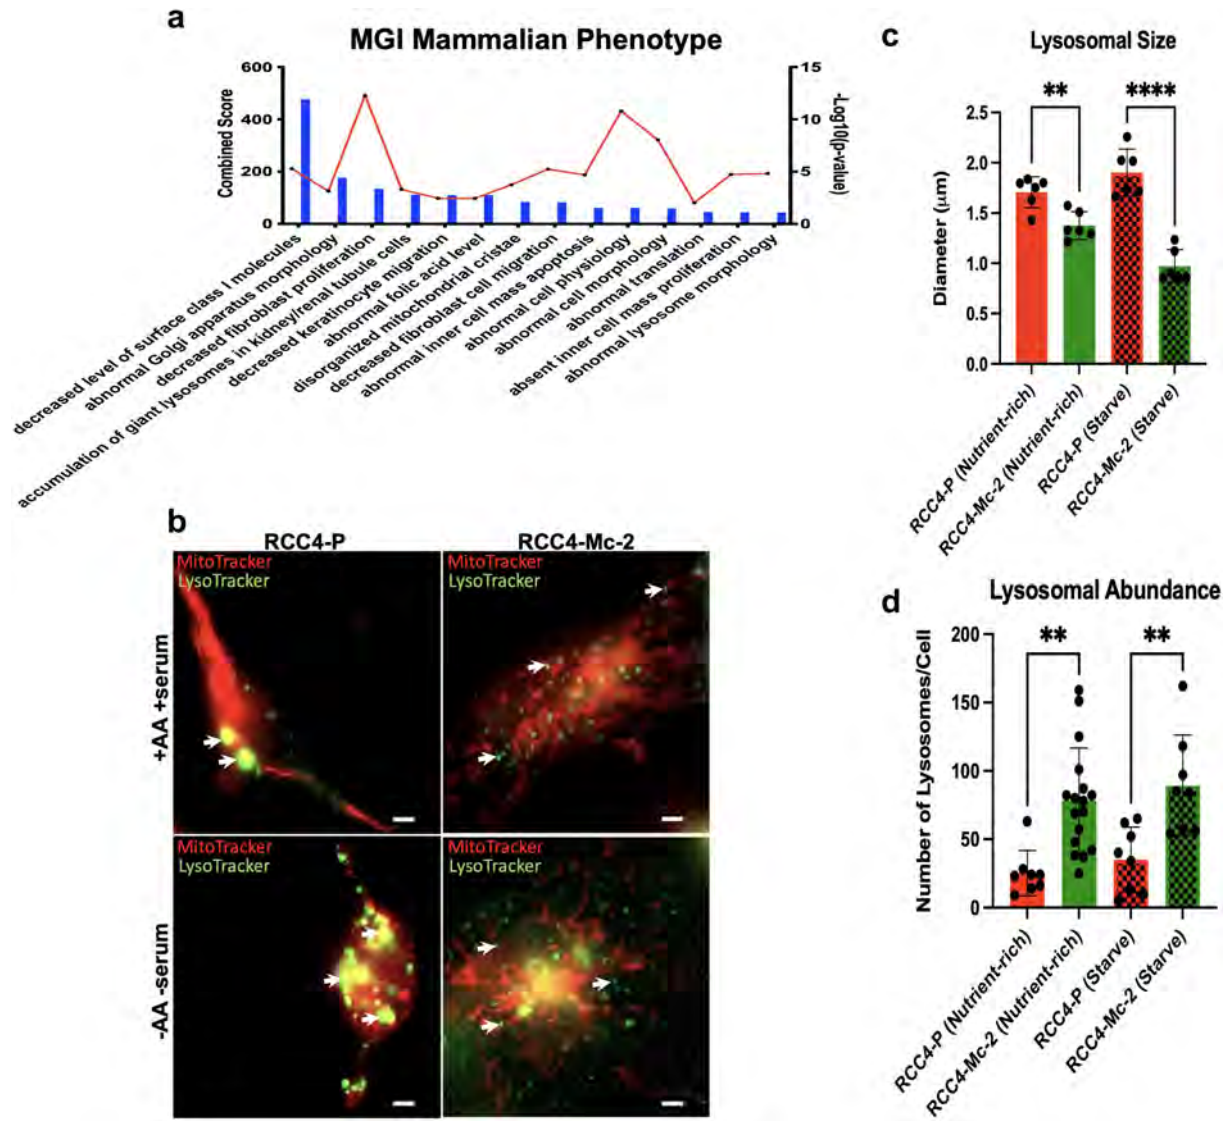 a
MGI Mammalian Phenotype
600
400
200
0
Combined Score
15
10
5
0
-Log10(p-value)
decreased level of surface class I molecules
abnormal Golgi apparatus morphology
decreased fibroblast proliferation
accumulation of giant lysosomes in kidney/renal tubule cells
decreased keratinocyte migration
abnormal folic acid level
disorganized mitochondrial cristae
decreased fibroblast cell migration
abnormal inner cell mass apoptosis
abnormal cell physiology
abnormal cell morphology
abnormal translation
absent inner cell mass proliferation
abnormal lysosome morphology
b
RCC4-P
RCC4-Mc-2
+AA +serum
MitoTracker
LysoTracker
MitoTracker
LysoTracker
-AA -serum
MitoTracker
LysoTracker
MitoTracker
LysoTracker
c
Lysosomal Size
**
****
2.5
2.0
1.5
1.0
0.5
0.0
Diameter (μm)
RCC4-P (Nutrient-rich)
RCC4-Mc-2 (Nutrient-rich)
RCC4-P (Starve)
RCC4-Mc-2 (Starve)
d
Lysosomal Abundance
**
**
200
150
100
50
0
Number of Lysosomes/Cell
RCC4-P (Nutrient-rich)
RCC4-Mc-2 (Nutrient-rich)
RCC4-P (Starve)
RCC4-Mc-2 (Starve)